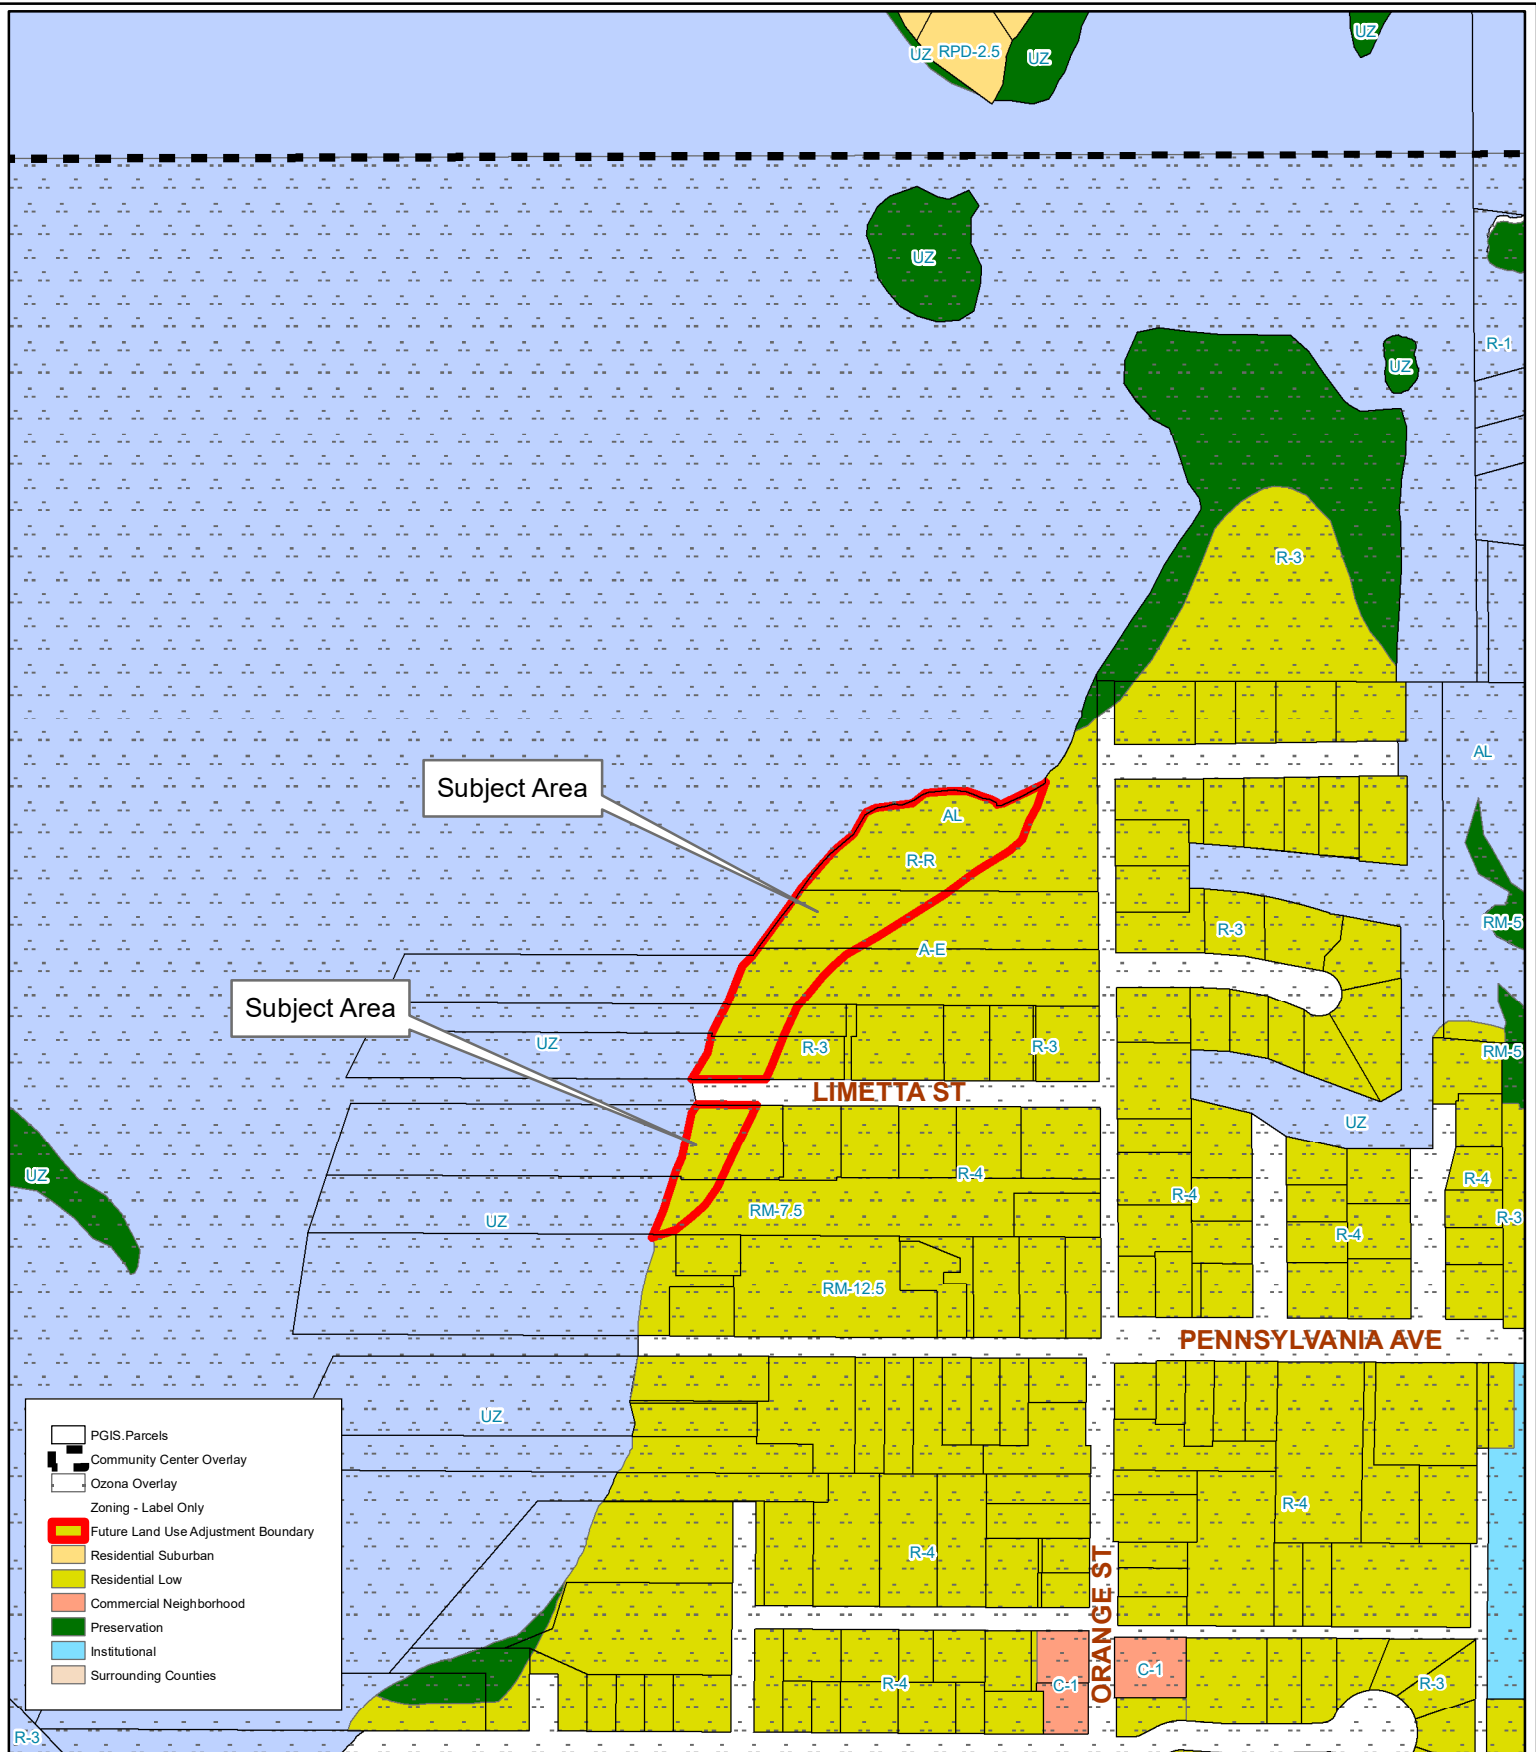 UZ
RPD-2.5
UZ
UZ
UZ
R-1
UZ
R-3
AL
Subject Area
AL
R-R
RM-5
R-3
A-E
Subject Area
UZ
R-3
R-3
RM-5
LIMETTA ST
UZ
UZ
R-4
R-4
R-4
RM-7.5
R-3
UZ
R-4
RM-12.5
PENNSYLVANIA AVE
UZ
PGIS.Parcels
Community Center Overlay
Ozona Overlay
Zoning - Label Only
Future Land Use Adjustment Boundary
Residential Suburban
Residential Low
Commercial Neighborhood
Preservation
Institutional
Surrounding Counties
R-4
R-4
ORANGE ST
R-4
C-1
C-1
R-3
R-3